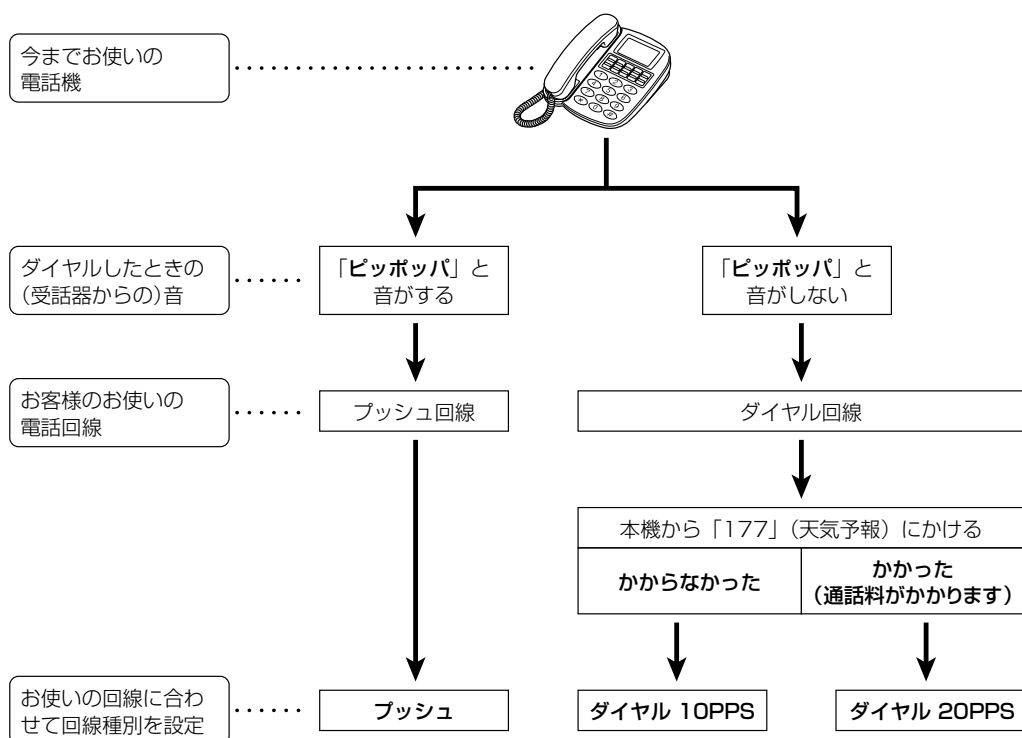 今までお使いの
電話機
ダイヤルしたときの
(受話器からの)音
「ピッポッパ」と
音がする
「ピッポッパ」と
音がしない
お客様のお使いの
電話回線
プッシュ回線
ダイヤル回線
本機から「177」(天気予報)にかける
かからなかった
かかった
(通話料がかかります)
お使いの回線に合わ
せて回線種別を設定
プッシュ
ダイヤル 10PPS
ダイヤル 20PPS